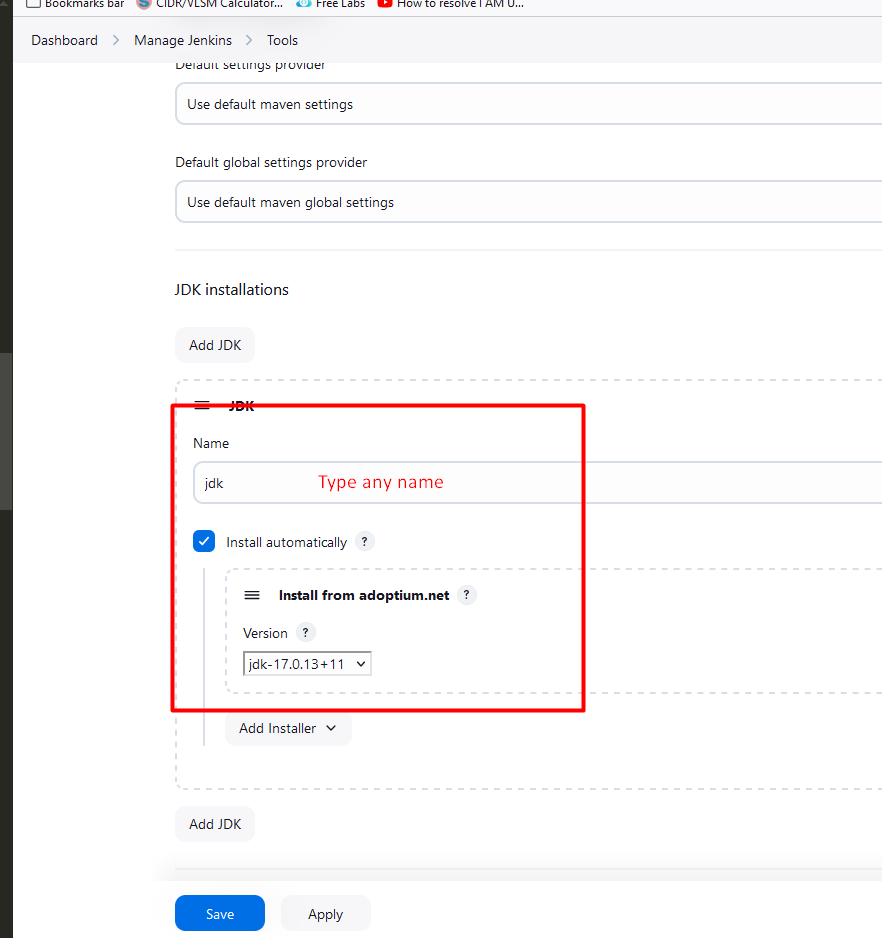 Bookmarks bar CIDR/VLSM Calculator... Free Labs How to resolve I AM U...
Dashboard > Manage Jenkins > Tools
Default settings provider
Use default maven settings
Default global settings provider
Use default maven global settings
JDK installations
Add JDK
JDK
Name
jdk Type any name
Install automatically ?
Install from adoptium.net ?
Version ?
jdk-17.0.13+11
Add Installer
Add JDK
Save Apply